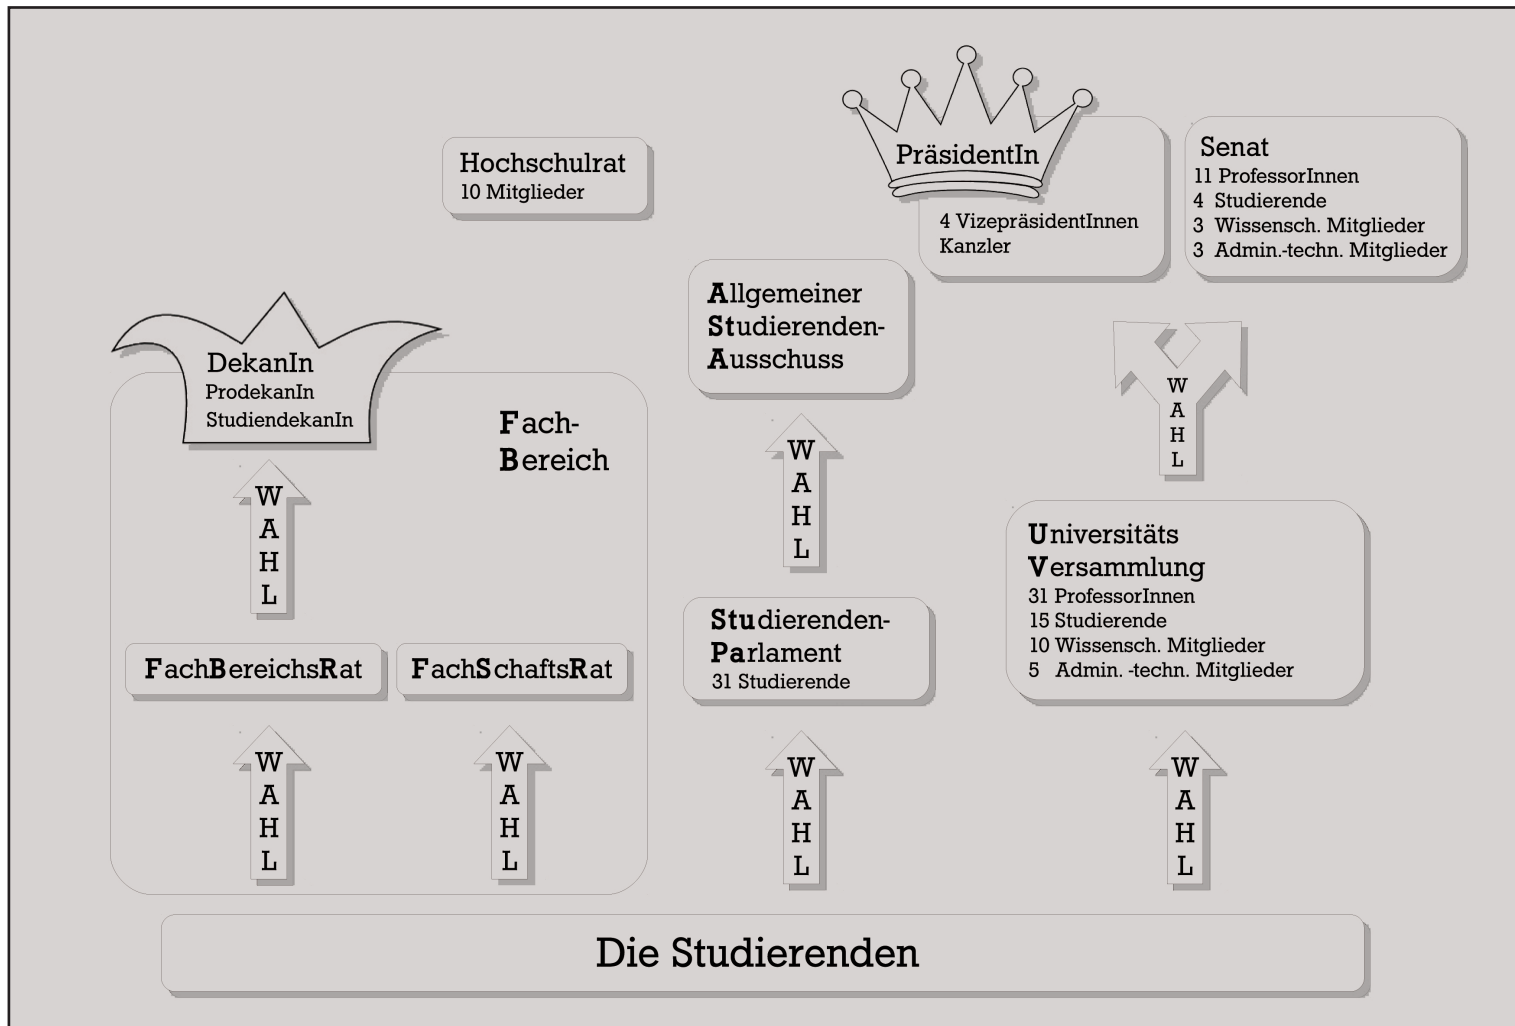 Hochschulrat
10 Mitglieder
PräsidentIn
4 VizepräsidentInnen
Kanzler
Senat
11 ProfessorInnen
4 Studierende
3 Wissensch. Mitglieder
3 Admin.-techn. Mitglieder
DekanIn
ProdekanIn
StudiendekanIn
Fach-
Bereich
Allgemeiner
Studierenden-
Ausschuss
W
A
H
L
W
A
H
L
W
A
H
L
FachBereichsRat
FachSchaftsRat
Studierenden-
Parlament
31 Studierende
Universitäts
Versammlung
31 ProfessorInnen
15 Studierende
10 Wissensch. Mitglieder
5 Admin. -techn. Mitglieder
W
A
H
L
W
A
H
L
W
A
H
L
W
A
H
L
Die Studierenden